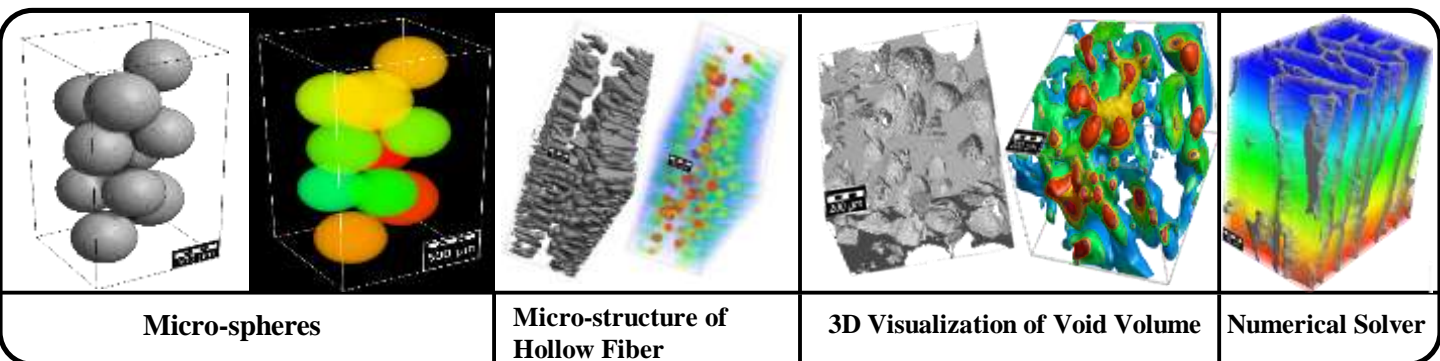 500 µm
Micro-spheres
Micro-structure of
Hollow Fiber
3D Visualization of Void Volume
Numerical Solver